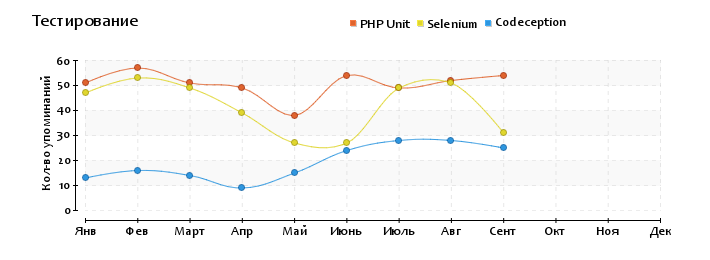 Тестирование
PHP Unit Selenium Codeception
Кол-во упоминаний
60
50
40
30
20
10
0
Янв Фев Март Апр Май Июнь Июль Авг Сент Окт Ноя Дек